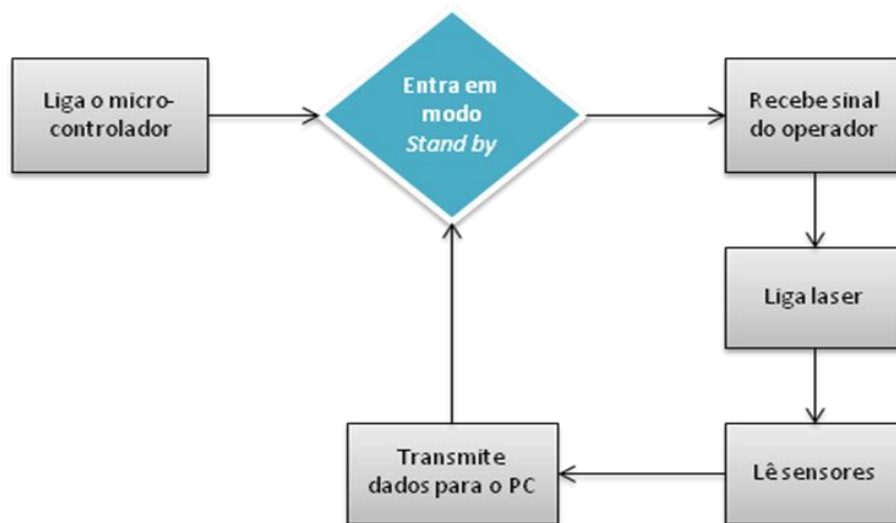 Liga o micro-
controlador
Entra em
modo
Stand by
Recebe sinal
do operador
Liga laser
Lê sensores
Transmite
dados para o PC